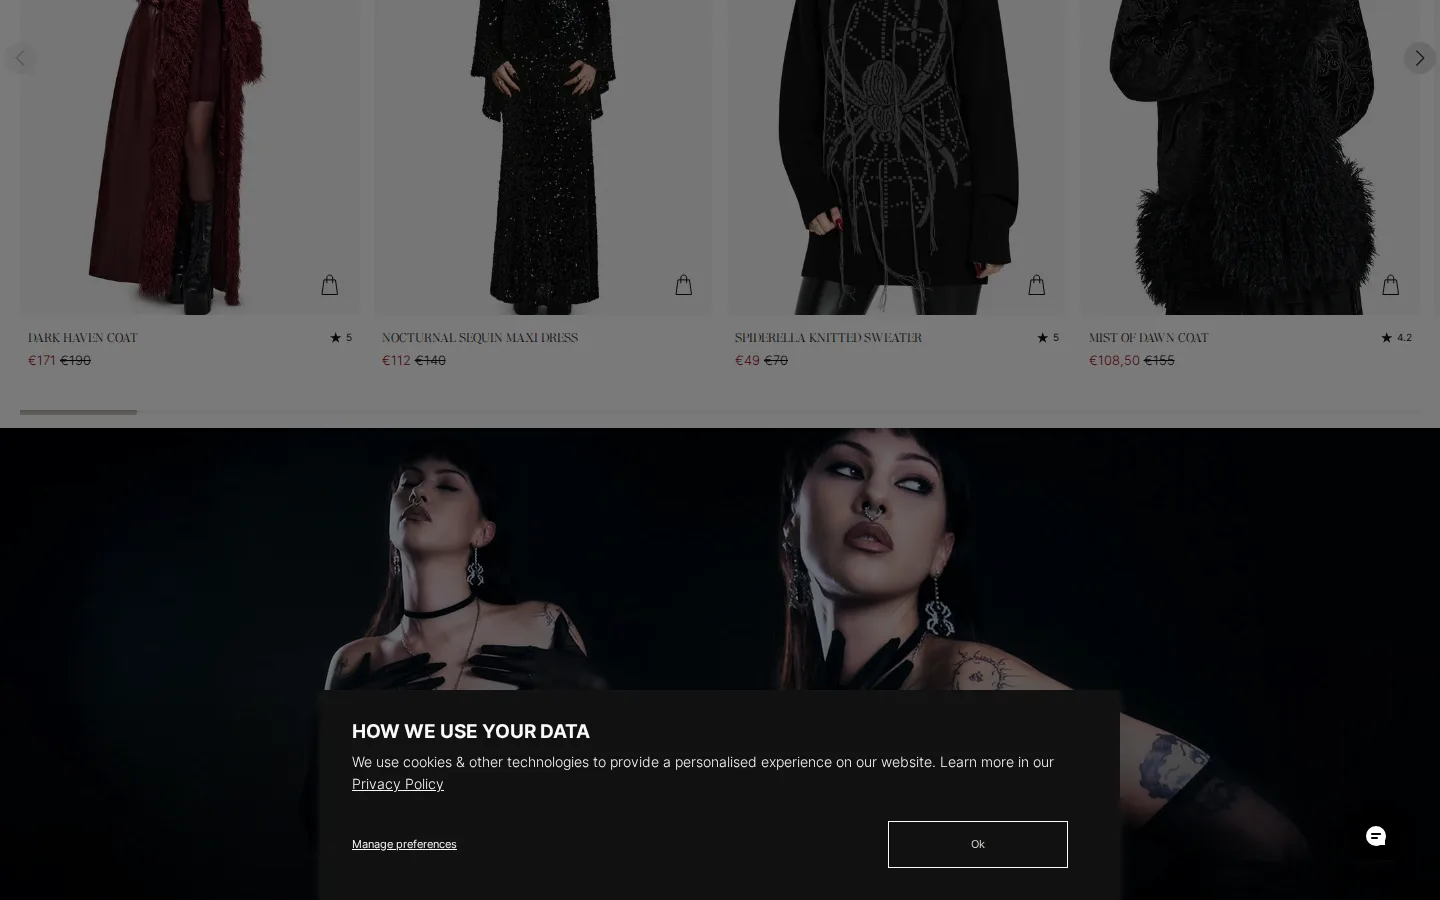 DARK HAVEN COAT
★ 5
€171 €190
NOCTURNAL SEQUIN MAXI DRESS
€112 €140
SPIDERELLA KNITTED SWEATER
★ 5
€49 €70
MIST OF DAWN COAT
★ 4.2
€108,50 €155
HOW WE USE YOUR DATA
We use cookies & other technologies to provide a personalised experience on our website. Learn more in our
Privacy Policy
Manage preferences
Ok